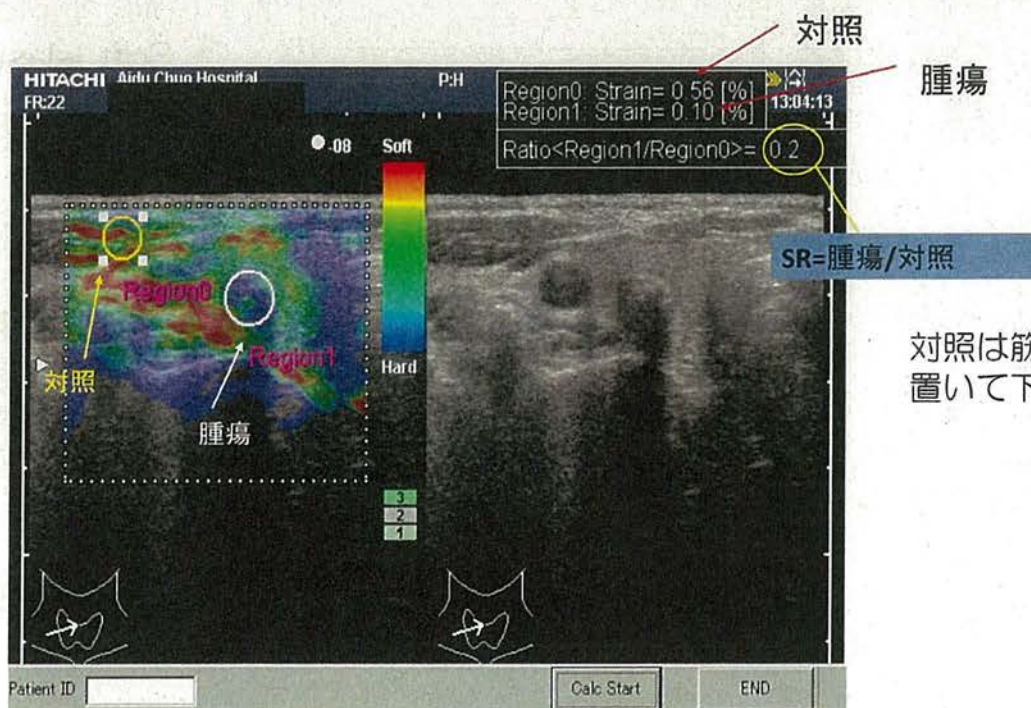 対照
腫瘍
HITACHI Aidu Chuo Hospital P:H
FR:22
Region0: Strain= 0.56 [%]
Region1: Strain= 0.10 [%]
13:04:13
Ratio<Region1/Region0>= 0.2
-08 Soft
SR=腫瘍/対照
Region0
Region1
Hard
対照
腫瘍
対照は筋
置いて下
3
2
1
Patient ID
Calc Start
END